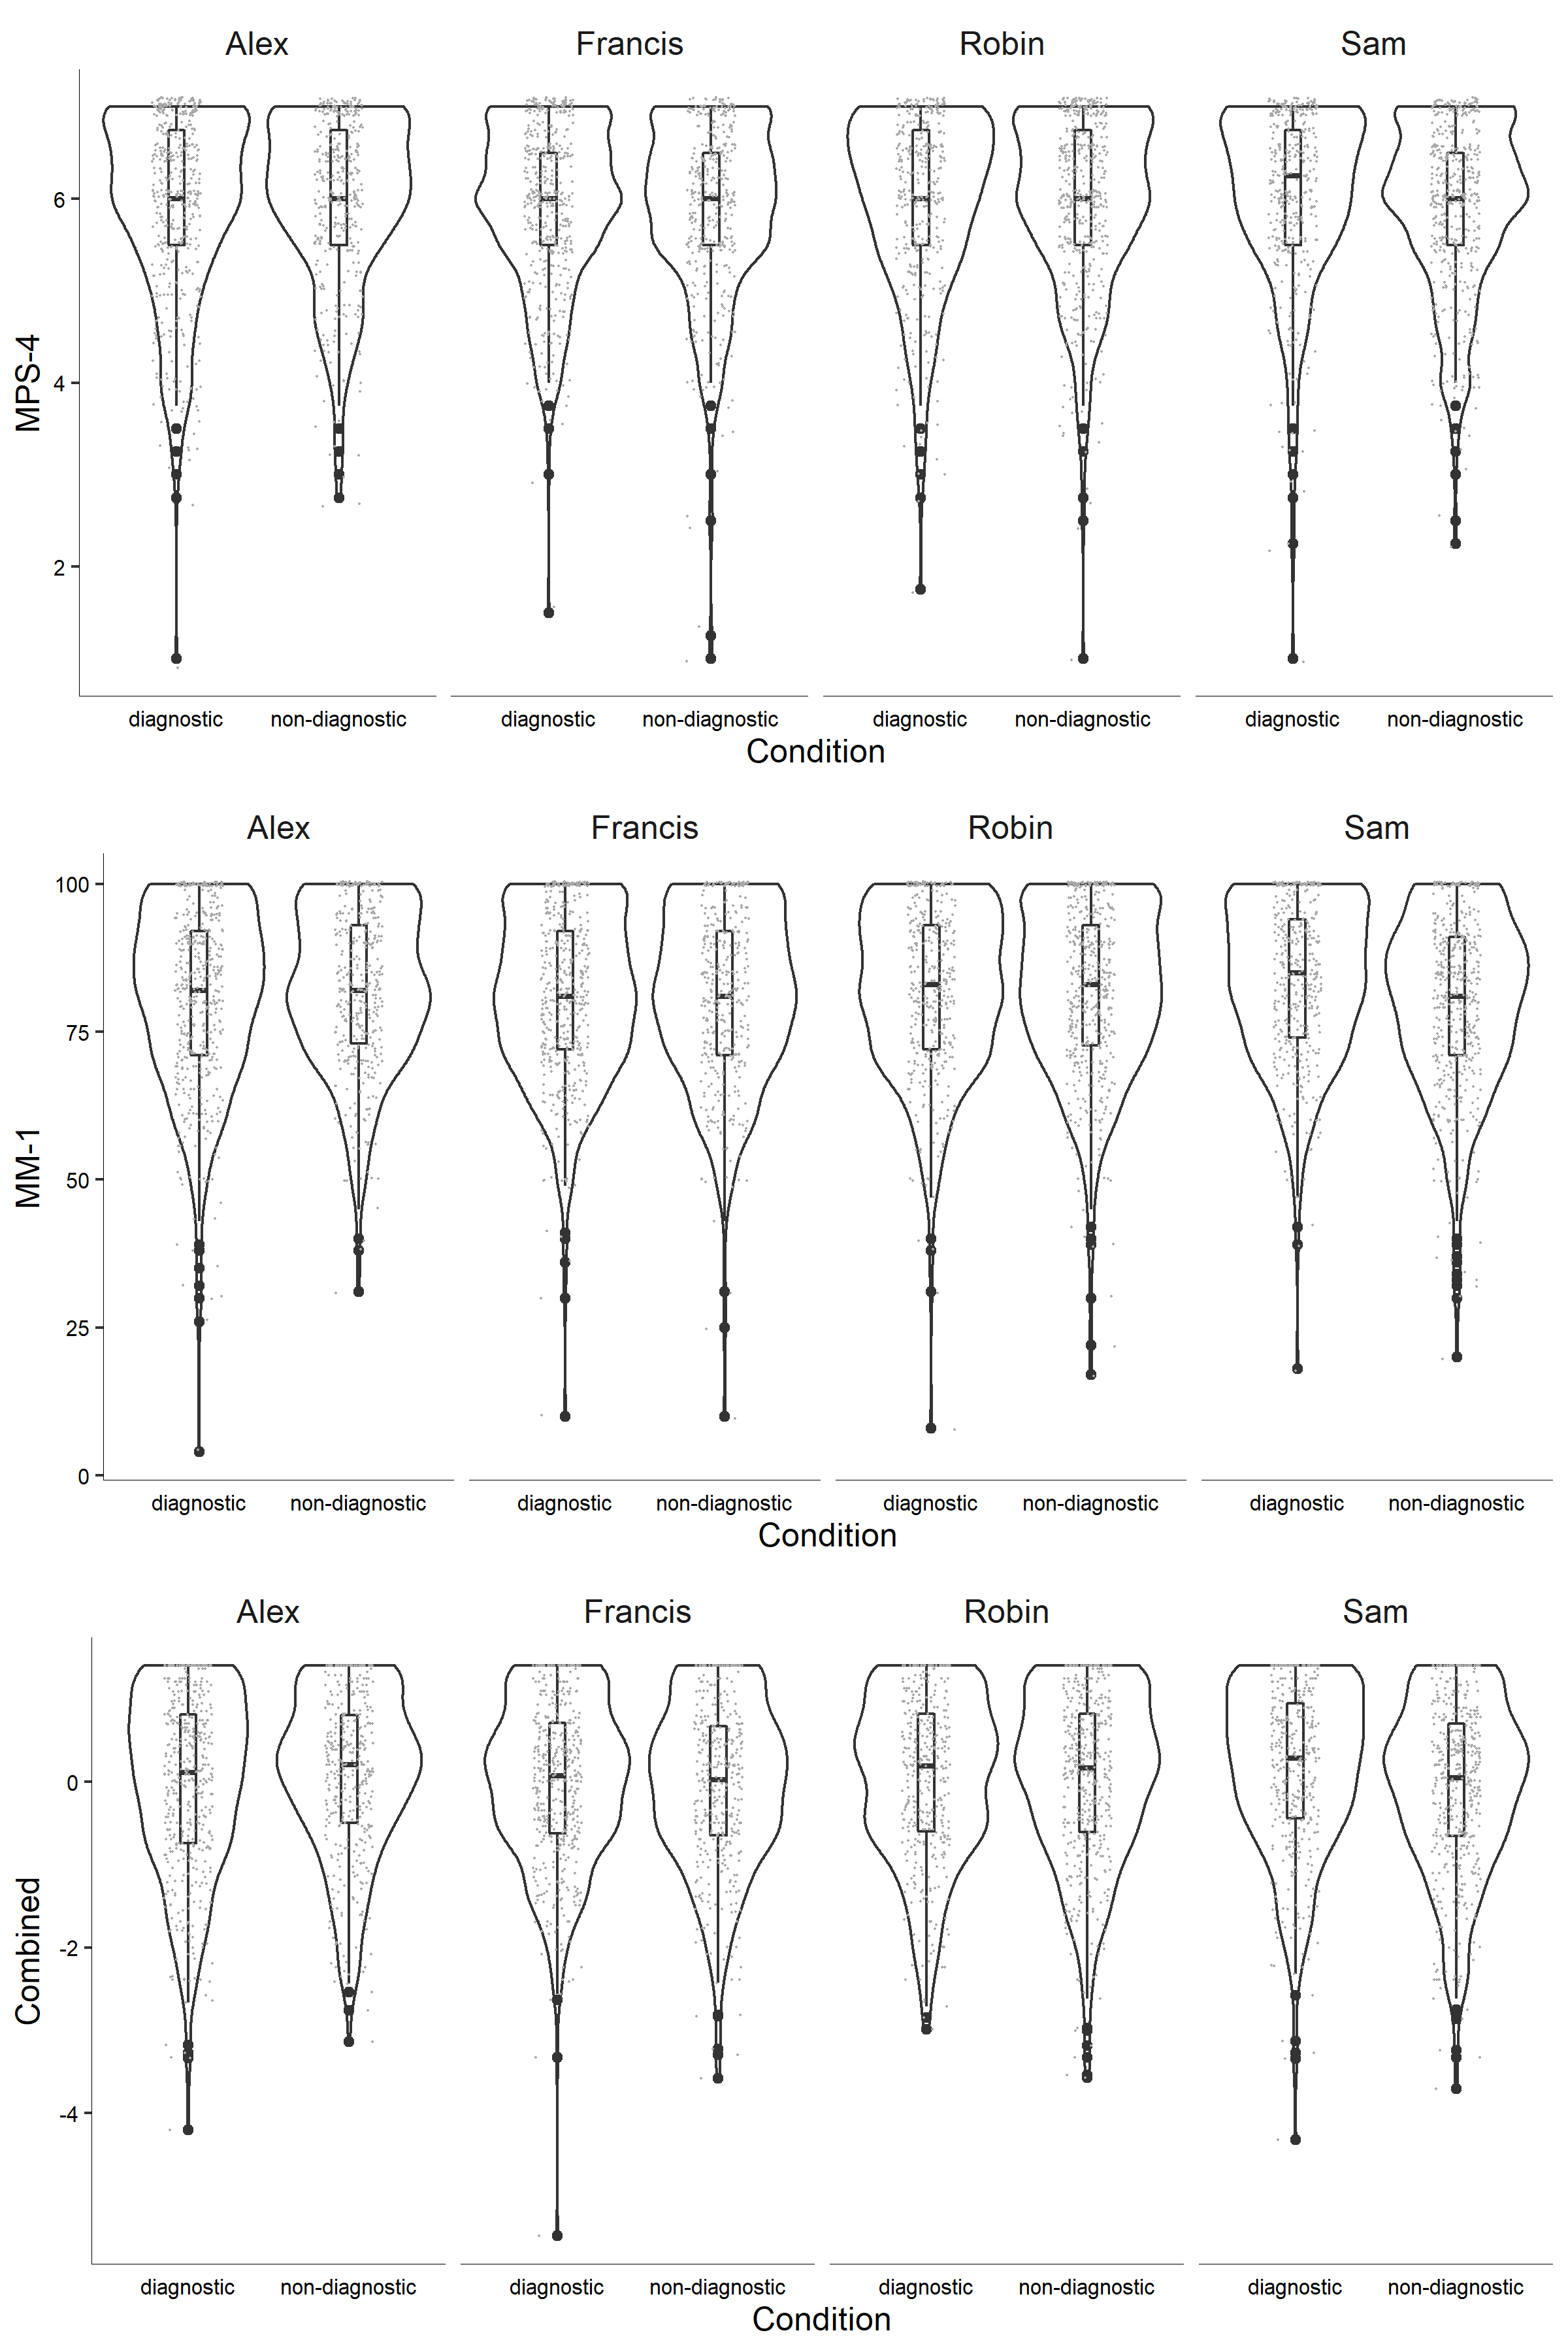 Alex Francis Robin Sam
6
4
2
MPS-4
diagnostic non-diagnostic diagnostic non-diagnostic diagnostic non-diagnostic diagnostic non-diagnostic
Condition
Alex Francis Robin Sam
100
75
50
25
0
MM-1
diagnostic non-diagnostic diagnostic non-diagnostic diagnostic non-diagnostic diagnostic non-diagnostic
Condition
Alex Francis Robin Sam
0
-2
-4
Combined
diagnostic non-diagnostic diagnostic non-diagnostic diagnostic non-diagnostic diagnostic non-diagnostic
Condition